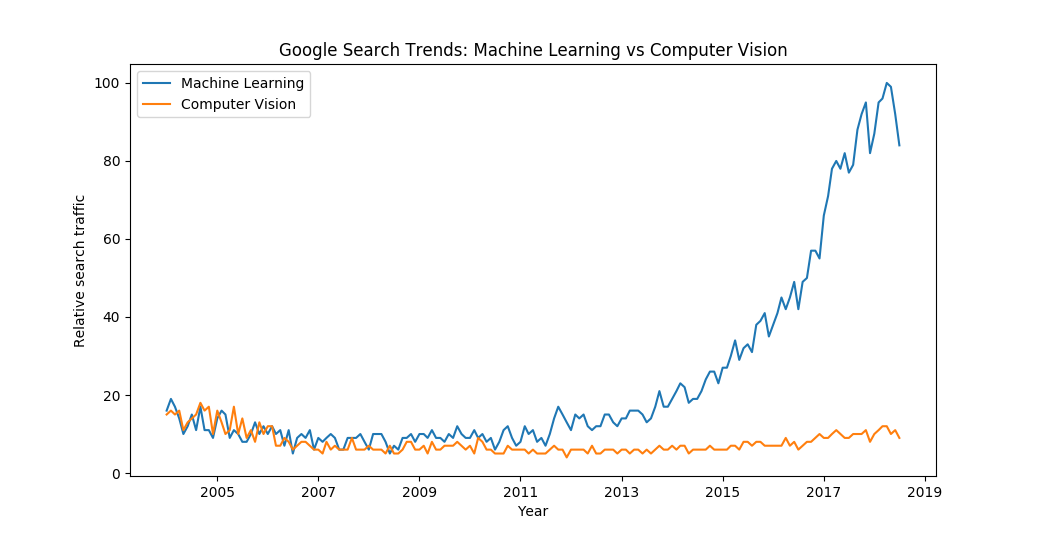 Google Search Trends: Machine Learning vs Computer Vision
Machine Learning
Computer Vision
100
80
60
40
20
0
Relative search traffic
2005 2007 2009 2011 2013 2015 2017 2019
Year